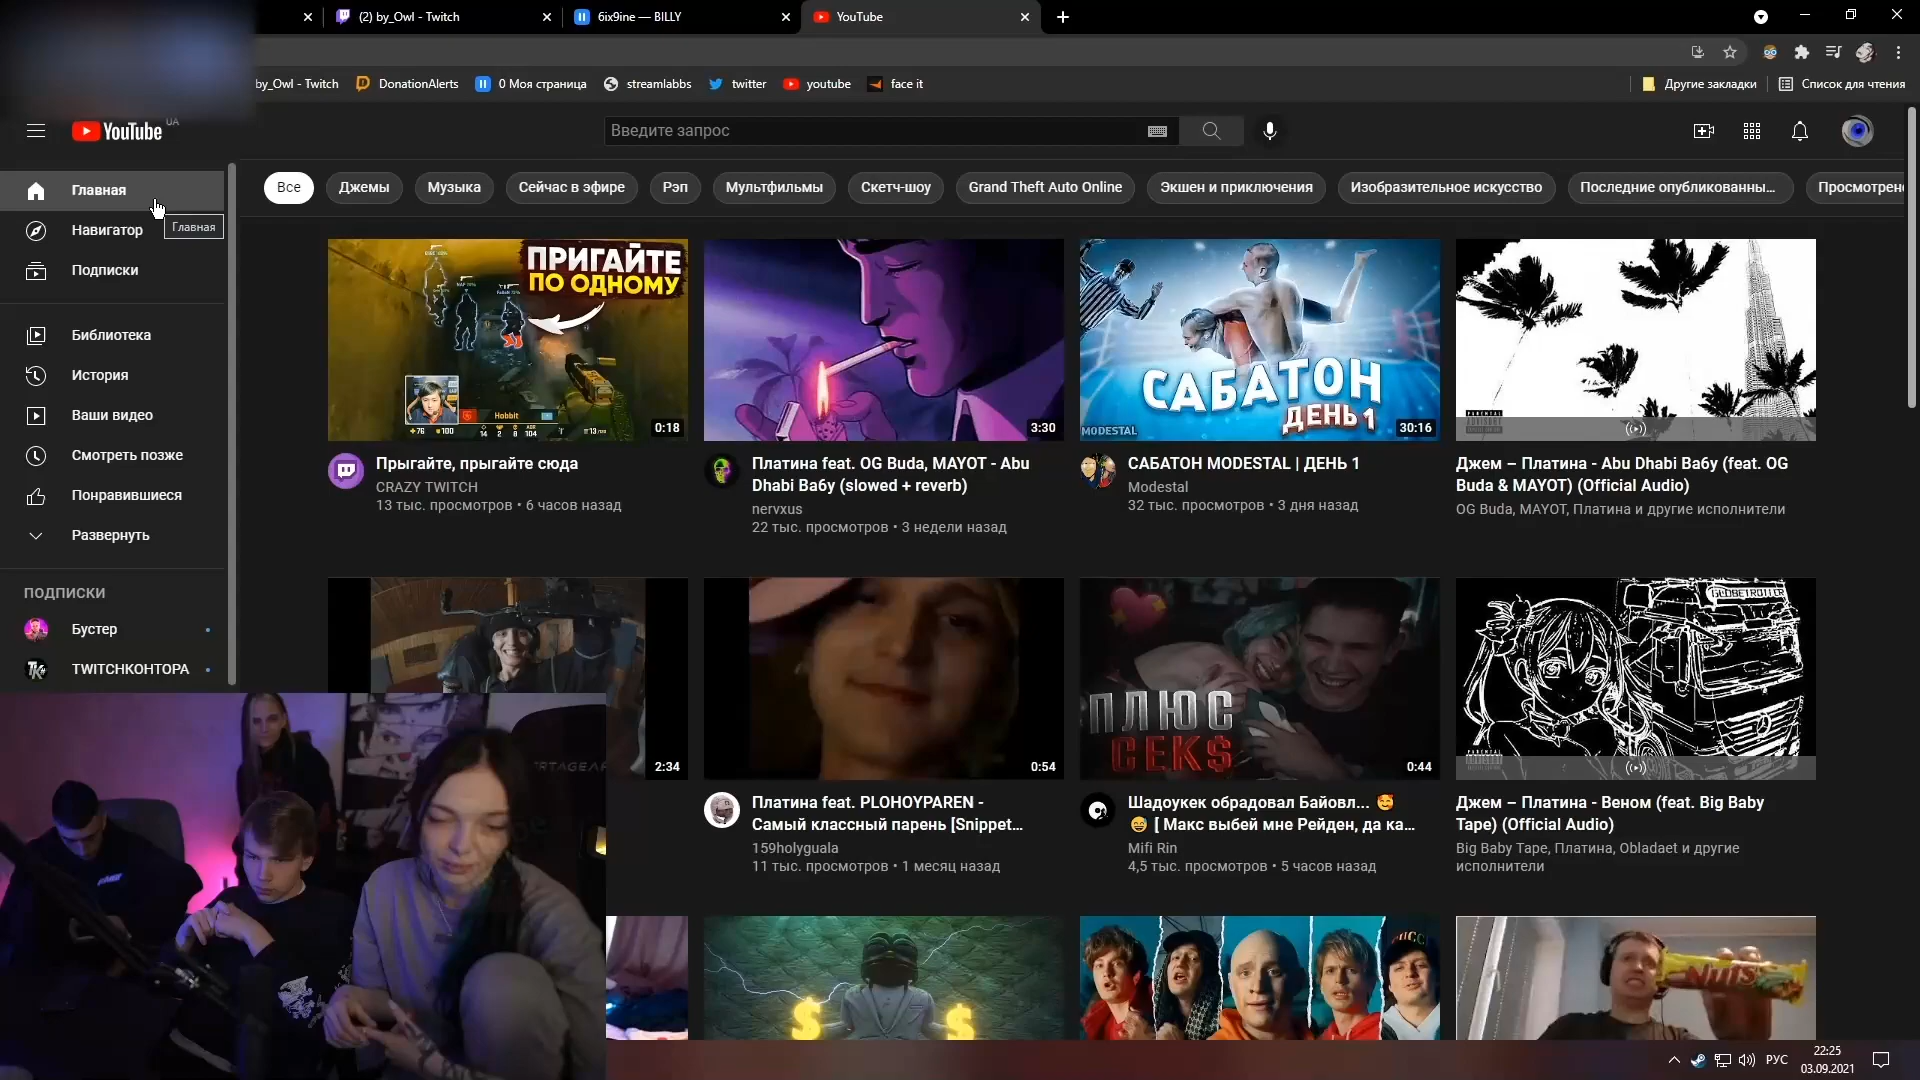 (2) by_Owl - Twitch
6ix9ine — BILLY
YouTube
by_Owl - Twitch
DonationAlerts
0 Моя страница
streamlabbs
twitter
youtube
face it
Другие закладки
Список для чтения
YouTube UA
Введите запрос
Главная
Навигатор
Главная
Подписки
Библиотека
История
Ваши видео
Смотреть позже
Понравившиеся
Развернуть
ПОДПИСКИ
Бустер
TWITCHКОНТОРА
Все
Джемы
Музыка
Сейчас в эфире
Рэп
Мультфильмы
Скетч-шоу
Grand Theft Auto Online
Экшен и приключения
Изобразительное искусство
Последние опубликованны...
Просмотрен
ПРИГАЙТЕ
ПО ОДНОМУ
Hobbit
0:18
Прыгайте, прыгайте сюда
CRAZY TWITCH
13 тыс. просмотров • 6 часов назад
3:30
Платина feat. OG Buda, MAYOT - Abu
Dhabi Ba6y (slowed + reverb)
nervxus
22 тыс. просмотров • 3 недели назад
САБАТОН
ДЕНЬ 1
MODESTAL
30:16
САБАТОН MODESTAL | ДЕНЬ 1
Modestal
32 тыс. просмотров • 3 дня назад
Джем – Платина - Abu Dhabi Ba6y (feat. OG
Buda & MAYOT) (Official Audio)
OG Buda, MAYOT, Платина и другие исполнители
2:34
0:54
Платина feat. PLOHOYPAREN -
Самый классный парень [Snippet...
159holyguala
11 тыс. просмотров • 1 месяц назад
ПЛЮС
СЕК$
0:44
Шадоукек обрадовал Байовл... 🥰
😅 [ Макс выбей мне Рейден, да ка...
Mifi Rin
4,5 тыс. просмотров • 5 часов назад
GLOBETROTTER
Джем – Платина - Веном (feat. Big Baby
Tape) (Official Audio)
Big Baby Tape, Платина, Obladaet и другие
исполнители
GUCCI
NUTS
РУС
22:25
03.09.2021